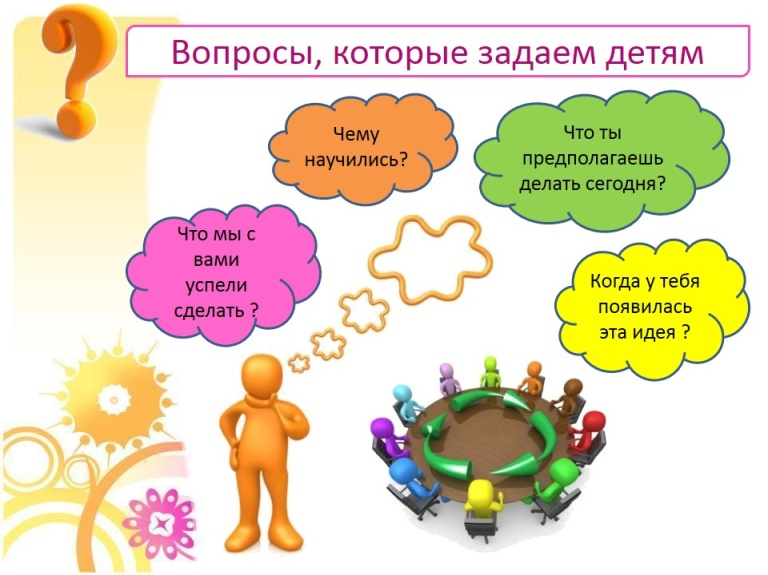 Вопросы, которые задаем детям
Чему
научились?
Что ты
предполагаешь
делать сегодня?
Что мы с
вами
успели
сделать ?
Когда у тебя
появилась
эта идея ?